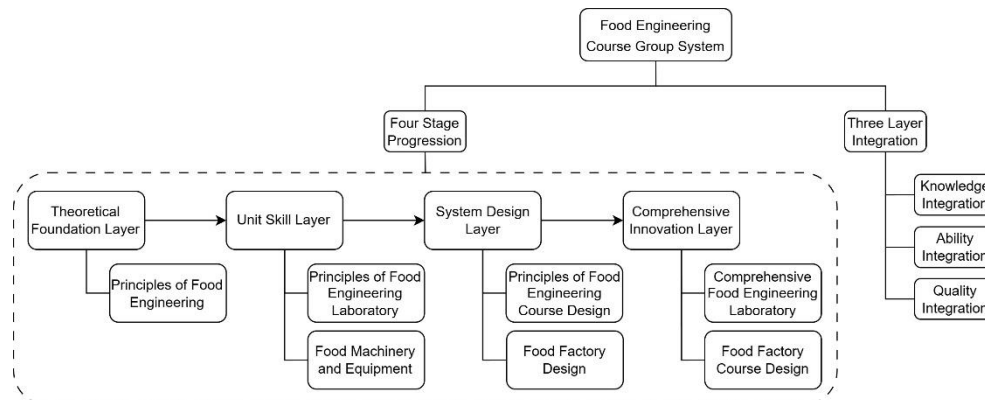 Food Engineering
Course Group System
Four Stage
Progression
Three Layer
Integration
Theoretical
Foundation Layer
Unit Skill Layer
System Design
Layer
Comprehensive
Innovation Layer
Principles of Food
Engineering
Principles of Food
Engineering
Laboratory
Food Machinery
and Equipment
Principles of Food
Engineering
Course Design
Food Factory
Design
Comprehensive
Food Engineering
Laboratory
Food Factory
Course Design
Knowledge
Integration
Ability
Integration
Quality
Integration